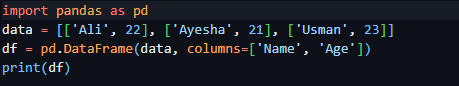 import pandas as pd
data = [['Ali', 22], ['Ayesha', 21], ['Usman', 23]]
df = pd.DataFrame(data, columns=['Name', 'Age'])
print(df)